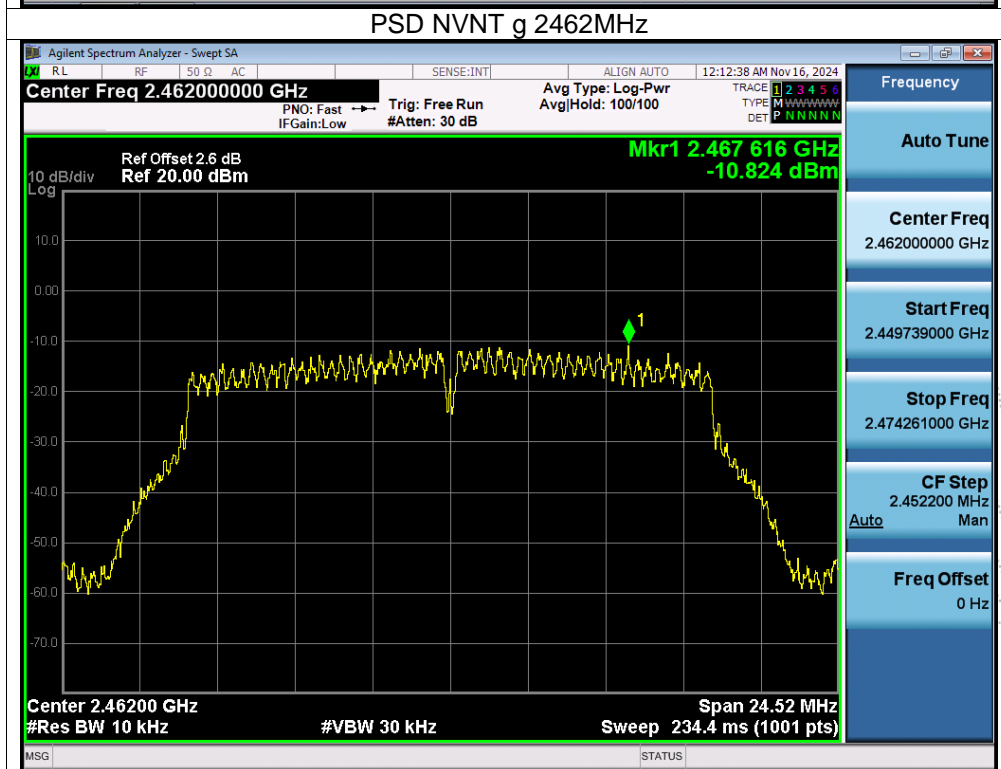 PSD NVNT g 2462MHz
Agilent Spectrum Analyzer - Swept SA
LXI RL RF 50 Ω AC SENSE:INT ALIGN AUTO 12:12:38 AM Nov 16, 2024
Center Freq 2.462000000 GHz
PNO: Fast
IFGain:Low
Trig: Free Run
#Atten: 30 dB
Avg Type: Log-Pwr
Avg|Hold: 100/100
TRACE 1 2 3 4 5 6
TYPE M WWWWW
DET P N N N N N
Mkr1 2.467 616 GHz
-10.824 dBm
Ref Offset 2.6 dB
10 dB/div Ref 20.00 dBm
Log
10.0
0.00
-10.0
-20.0
-30.0
-40.0
-50.0
-60.0
-70.0
1
Center 2.46200 GHz Span 24.52 MHz
#Res BW 10 kHz #VBW 30 kHz Sweep 234.4 ms (1001 pts)
MSG STATUS
Frequency
Auto Tune
Center Freq
2.462000000 GHz
Start Freq
2.449739000 GHz
Stop Freq
2.474261000 GHz
CF Step
2.452200 MHz
Auto Man
Freq Offset
0 Hz